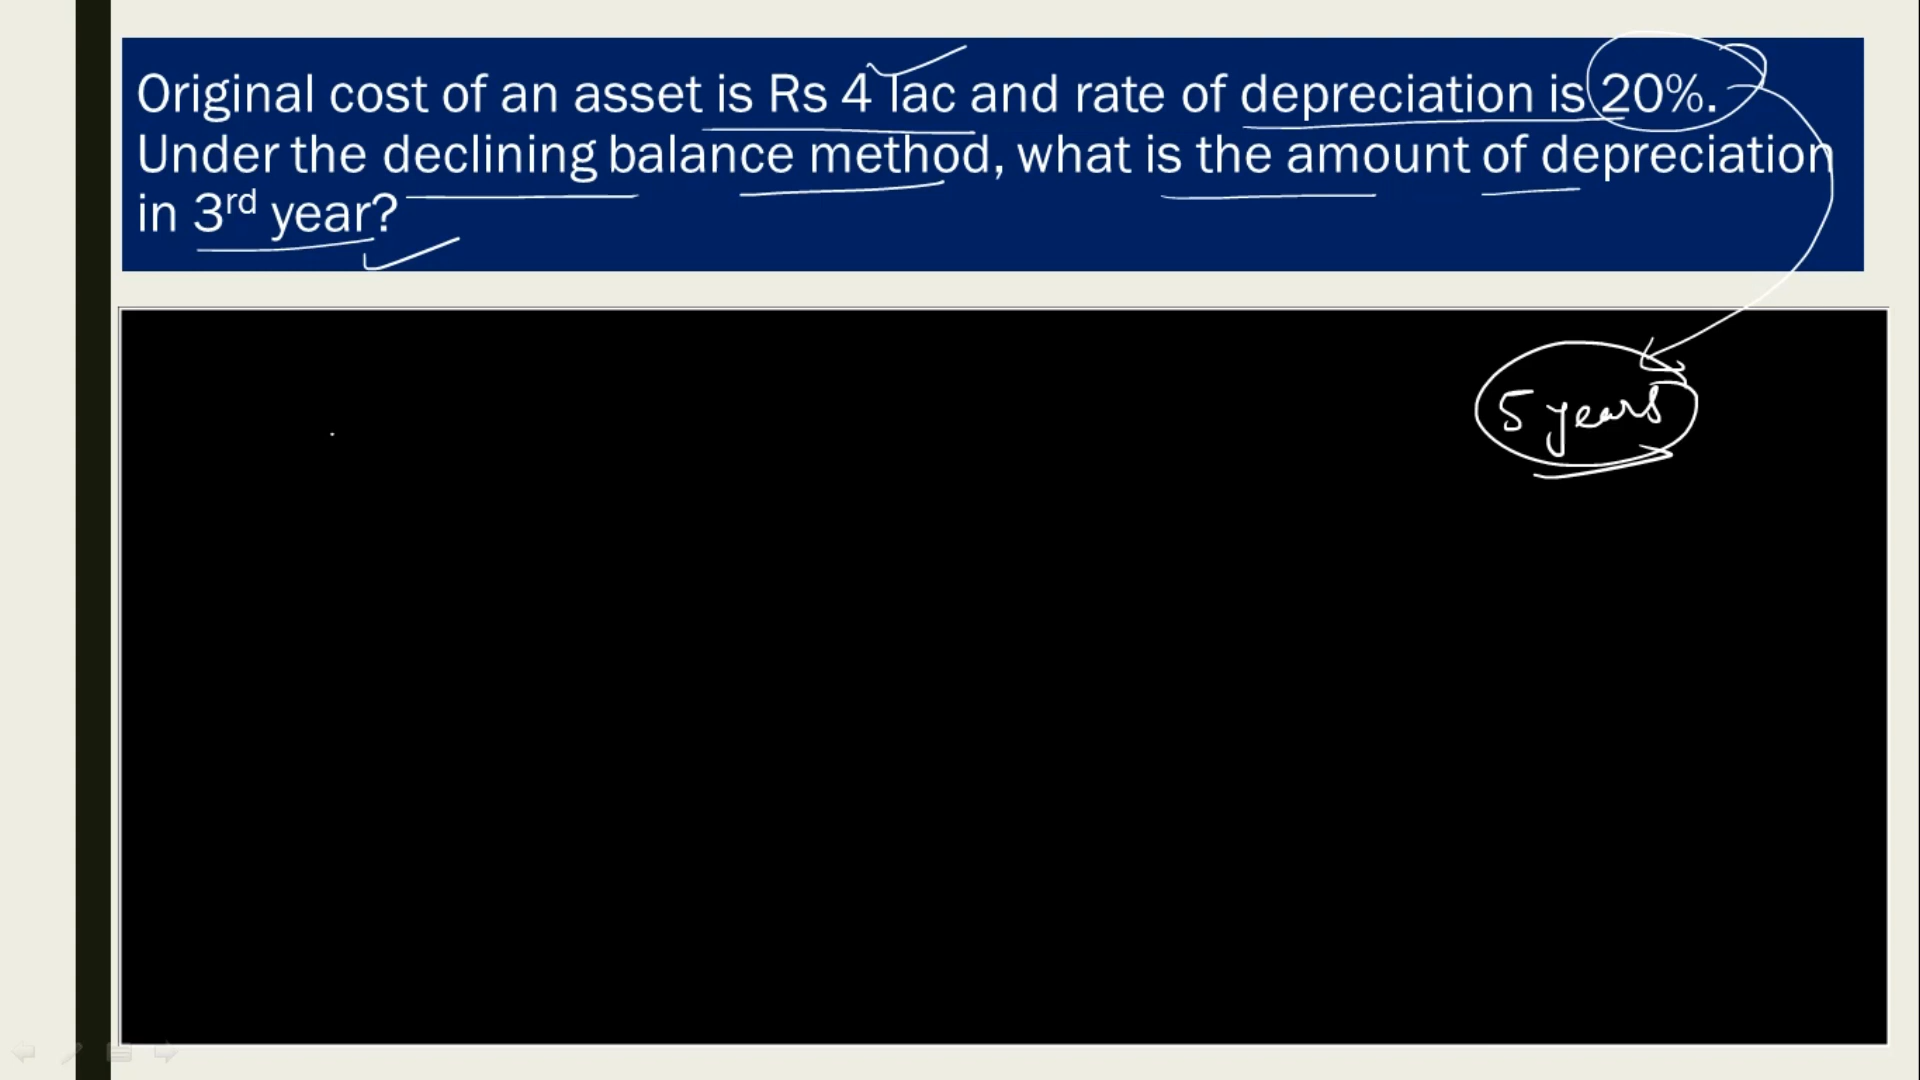 Original cost of an asset is Rs 4 lac and rate of depreciation is 20%.
Under the declining balance method, what is the amount of depreciation
in 3rd year?
5 years